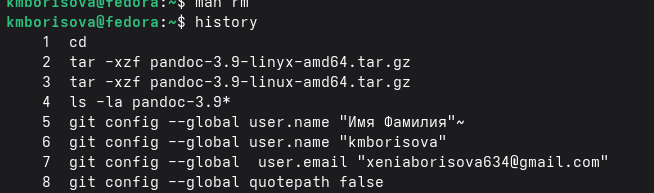 kmborisova@fedora:~$ man rm
kmborisova@fedora:~$ history
1 cd
2 tar -xzf pandoc-3.9-linyx-amd64.tar.gz
3 tar -xzf pandoc-3.9-linux-amd64.tar.gz
4 ls -la pandoc-3.9*
5 git config --global user.name "Имя Фамилия"~
6 git config --global user.name "kmborisova"
7 git config --global  user.email "xeniaborisova634@gmail.com"
8 git config --global quotepath false